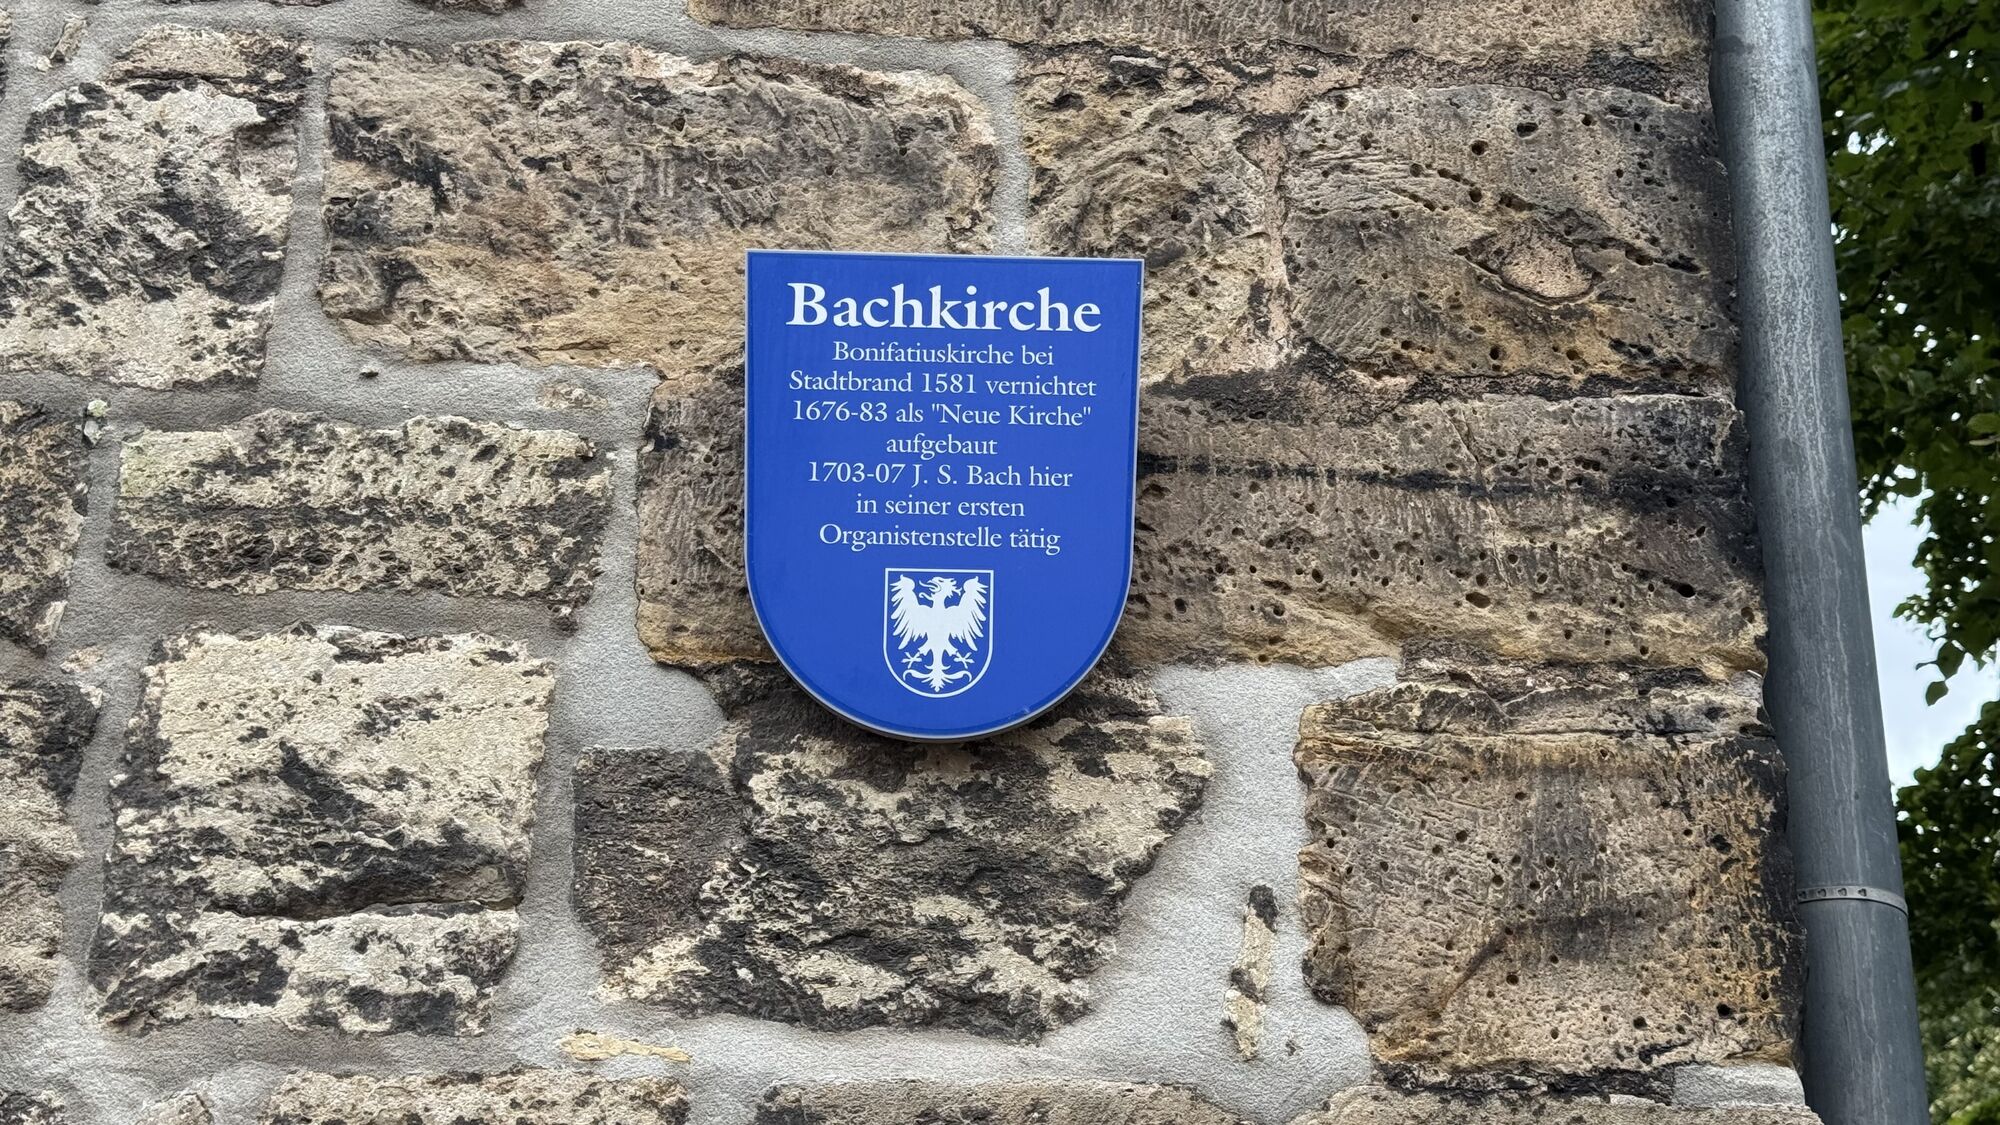 Bachkirche
Bonifatiuskirche bei
Stadtbrand 1581 vernichtet
1676-83 als "Neue Kirche"
aufgebaut
1703-07 J. S. Bach hier
in seiner ersten
Organistenstelle tätig